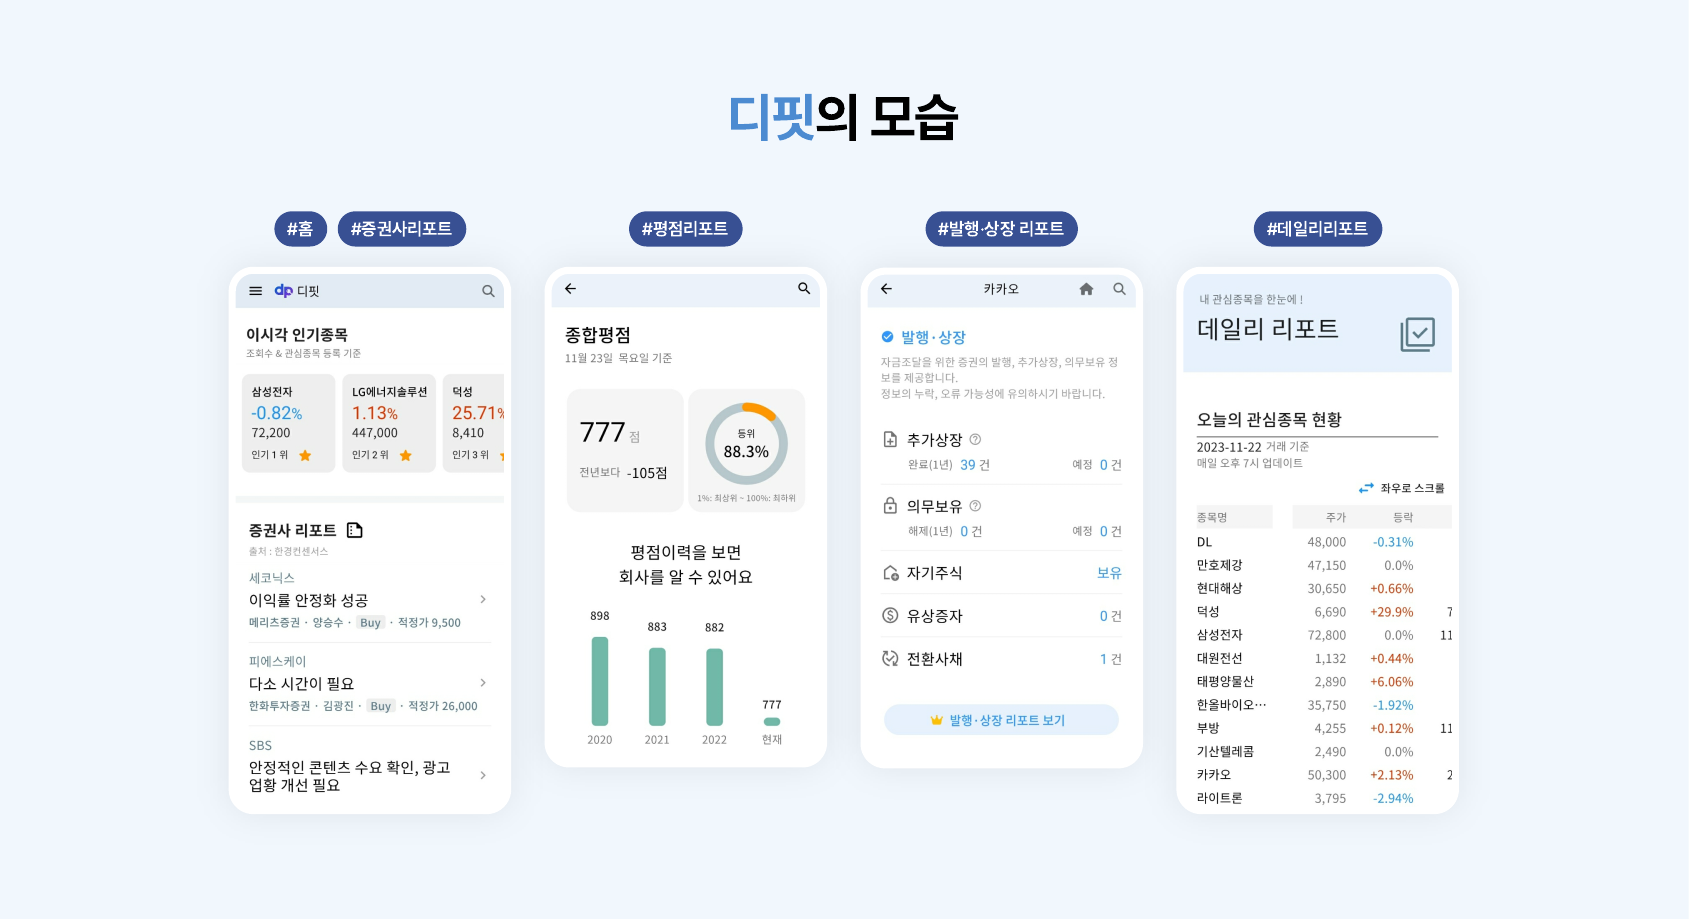 디핏의 모습
#홈 #증권사리포트
디핏
이시각 인기종목
조회수 & 관심종목 등록 기준
삼성전자
-0.82%
72,200
인기 1 위
LG에너지솔루션
1.13%
447,000
인기 2 위
덕성
25.71%
8,410
인기 3 위
증권사 리포트
출처 : 한경컨센서스
세코닉스
이익률 안정화 성공
메리츠증권 · 양승수 · Buy · 적정가 9,500
피에스케이
다소 시간이 필요
한화투자증권 · 김광진 · Buy · 적정가 26,000
SBS
안정적인 콘텐츠 수요 확인, 광고
업황 개선 필요
#평점리포트
종합평점
11월 23일 목요일 기준
777 점
전년보다 -105점
등위
88.3%
1%: 최상위 ~ 100%: 최하위
평점이력을 보면
회사를 알 수 있어요
898 883 882 777
2020 2021 2022 현재
#발행·상장 리포트
카카오
발행·상장
자금조달을 위한 증권의 발행, 추가상장, 의무보유 정
보를 제공합니다.
정보의 누락, 오류 가능성에 유의하시기 바랍니다.
추가상장
완료(1년) 39 건 예정 0 건
의무보유
해제(1년) 0 건 예정 0 건
자기주식 보유
유상증자 0 건
전환사채 1 건
발행·상장 리포트 보기
#데일리리포트
내 관심종목을 한눈에 !
데일리 리포트
오늘의 관심종목 현황
2023-11-22 거래 기준
매일 오후 7시 업데이트
좌우로 스크롤
종목명 주가 등락
DL 48,000 -0.31%
만호제강 47,150 0.0%
현대해상 30,650 +0.66%
덕성 6,690 +29.9% 7
삼성전자 72,800 0.0% 11
대원전선 1,132 +0.44%
태평양물산 2,890 +6.06%
한올바이오… 35,750 -1.92%
부방 4,255 +0.12% 11
기산텔레콤 2,490 0.0%
카카오 50,300 +2.13% 2
라이트론 3,795 -2.94%